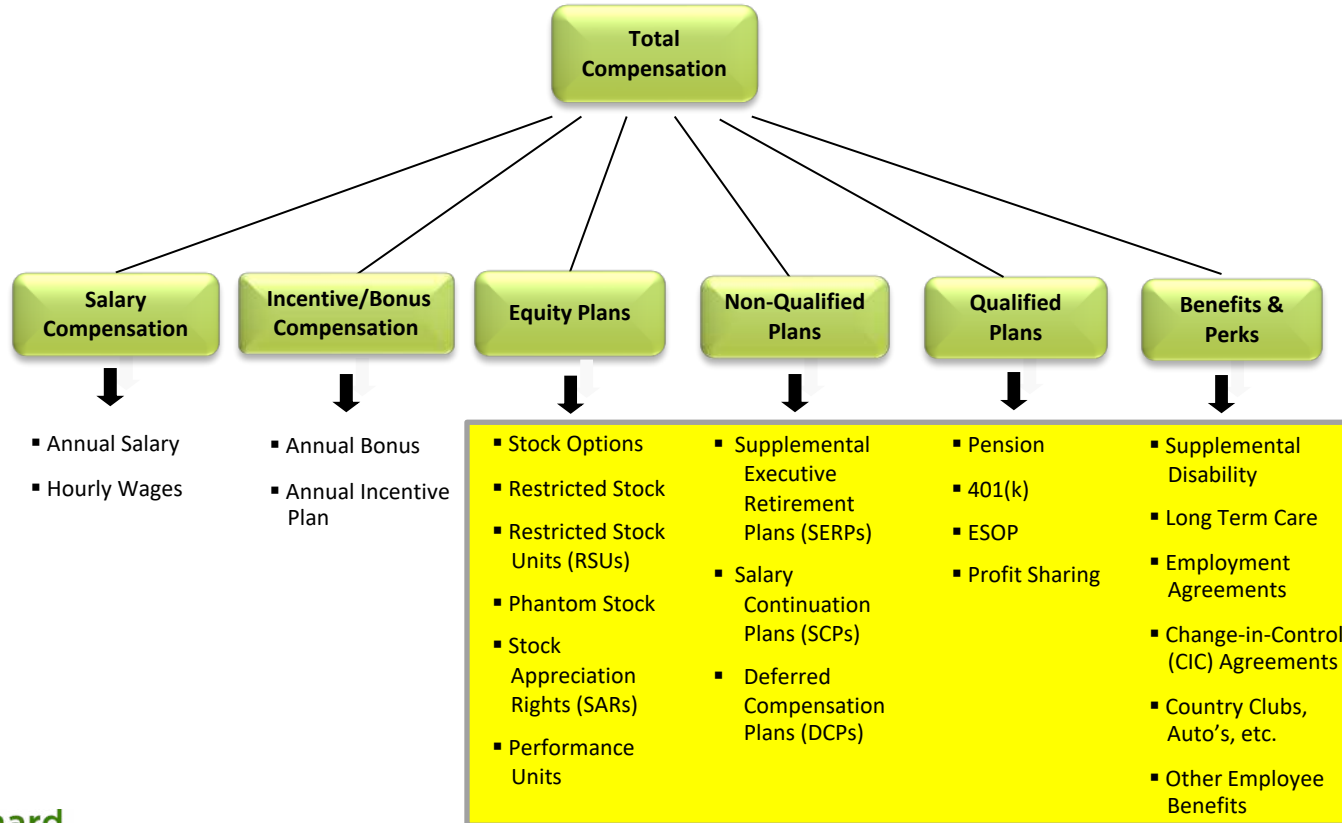 Total
Compensation
Salary
Compensation
Incentive/Bonus
Compensation
Equity Plans
Non-Qualified
Plans
Qualified
Plans
Benefits &
Perks
▪ Annual Salary
▪ Hourly Wages
▪ Annual Bonus
▪ Annual Incentive
Plan
▪ Stock Options
▪ Restricted Stock
▪ Restricted Stock
Units (RSUs)
▪ Phantom Stock
▪ Stock
Appreciation
Rights (SARs)
▪ Performance
Units
▪ Supplemental
Executive
Retirement
Plans (SERPs)
▪ Salary
Continuation
Plans (SCPs)
▪ Deferred
Compensation
Plans (DCPs)
▪ Pension
▪ 401(k)
▪ ESOP
▪ Profit Sharing
▪ Supplemental
Disability
▪ Long Term Care
▪ Employment
Agreements
▪ Change-in-Control
(CIC) Agreements
▪ Country Clubs,
Auto's, etc.
▪ Other Employee
Benefits